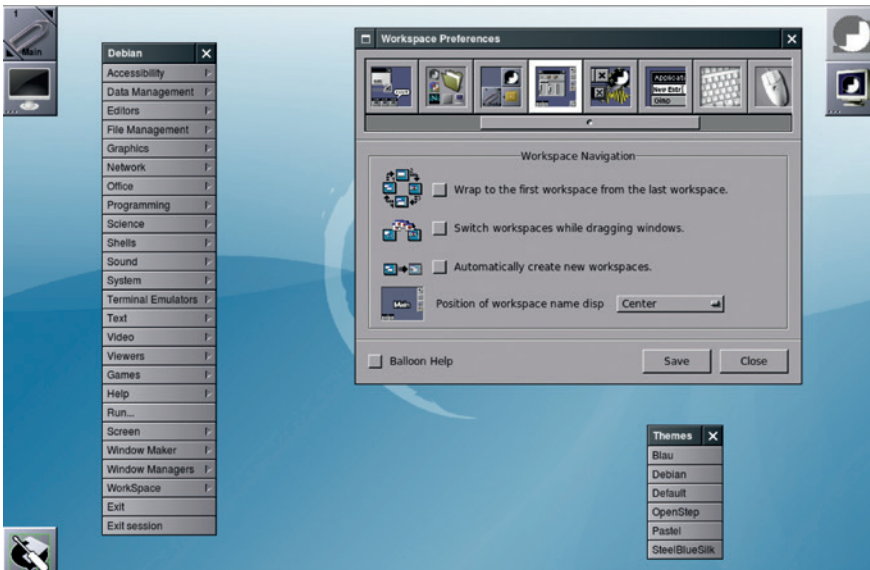 1
Main
Debian
Accessibility
Data Management
Editors
File Management
Graphics
Network
Office
Programming
Science
Shells
Sound
System
Terminal Emulators
Text
Video
Viewers
Games
Help
Run...
Screen
Window Maker
Window Managers
WorkSpace
Exit
Exit session
Workspace Preferences
Workspace Navigation
Wrap to the first workspace from the last workspace.
Switch workspaces while dragging windows.
Automatically create new workspaces.
Position of workspace name disp Center
Balloon Help Save Close
Themes
Blau
Debian
Default
OpenStep
Pastel
SteelBlueSilk